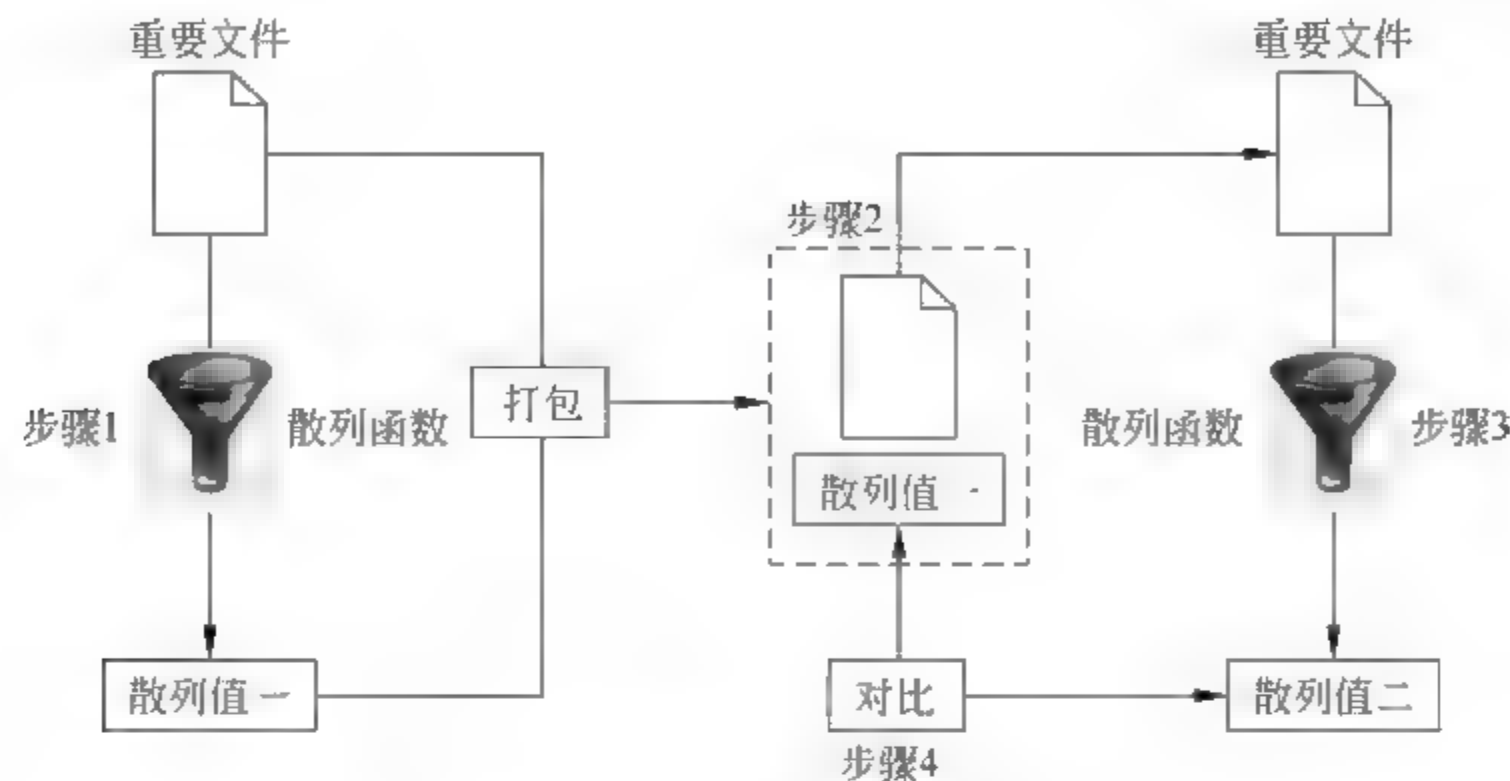 重要文件
重要文件
步骤2
打包
步骤1
散列函数
散列函数
步骤3
散列值一
散列值一
对比
散列值二
步骤4